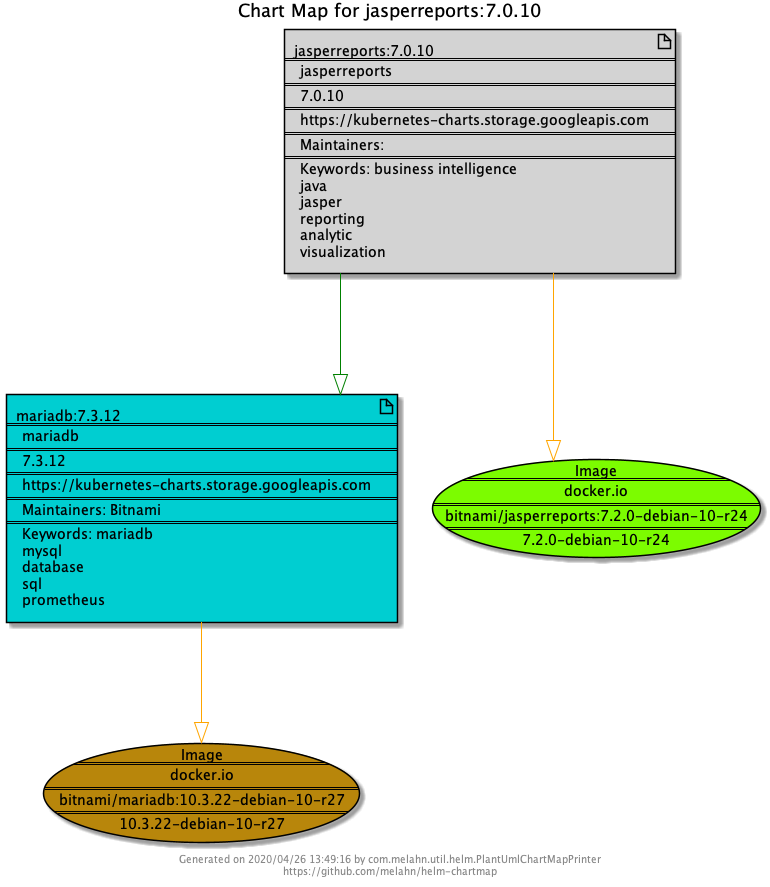 Chart Map for jasperreports:7.0.10
jasperreports:7.0.10
jasperreports
7.0.10
https://kubernetes-charts.storage.googleapis.com
Maintainers:
Keywords: business intelligence
java
jasper
reporting
analytic
visualization
mariadb:7.3.12
mariadb
7.3.12
https://kubernetes-charts.storage.googleapis.com
Maintainers: Bitnami
Keywords: mariadb
mysql
database
sql
prometheus
Image
docker.io
bitnami/jasperreports:7.2.0-debian-10-r24
7.2.0-debian-10-r24
Image
docker.io
bitnami/mariadb:10.3.22-debian-10-r27
10.3.22-debian-10-r27
Generated on 2020/04/26 13:49:16 by com.melahn.util.helm.PlantUmlChartMapPrinter
https://github.com/melahn/helm-chartmap